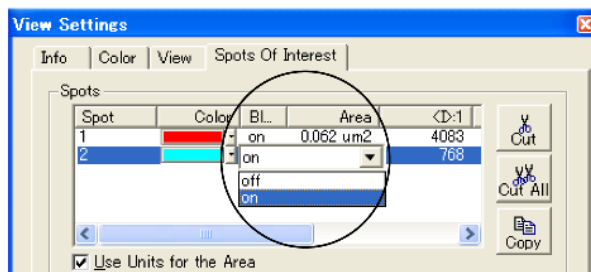 View Settings
Info Color View Spots Of Interest
Spots
Spot Color Bl... Area <D:1
1 on 0.062 um2 4083
2 on 768
off
on
Cut
Cut All
Copy
Use Units for the Area